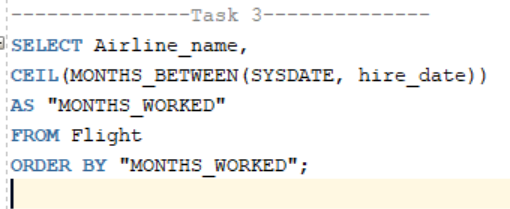 ---------------Task 3--------------
SELECT Airline_name,
CEIL(MONTHS_BETWEEN(SYSDATE, hire_date))
AS "MONTHS_WORKED"
FROM Flight
ORDER BY "MONTHS_WORKED";